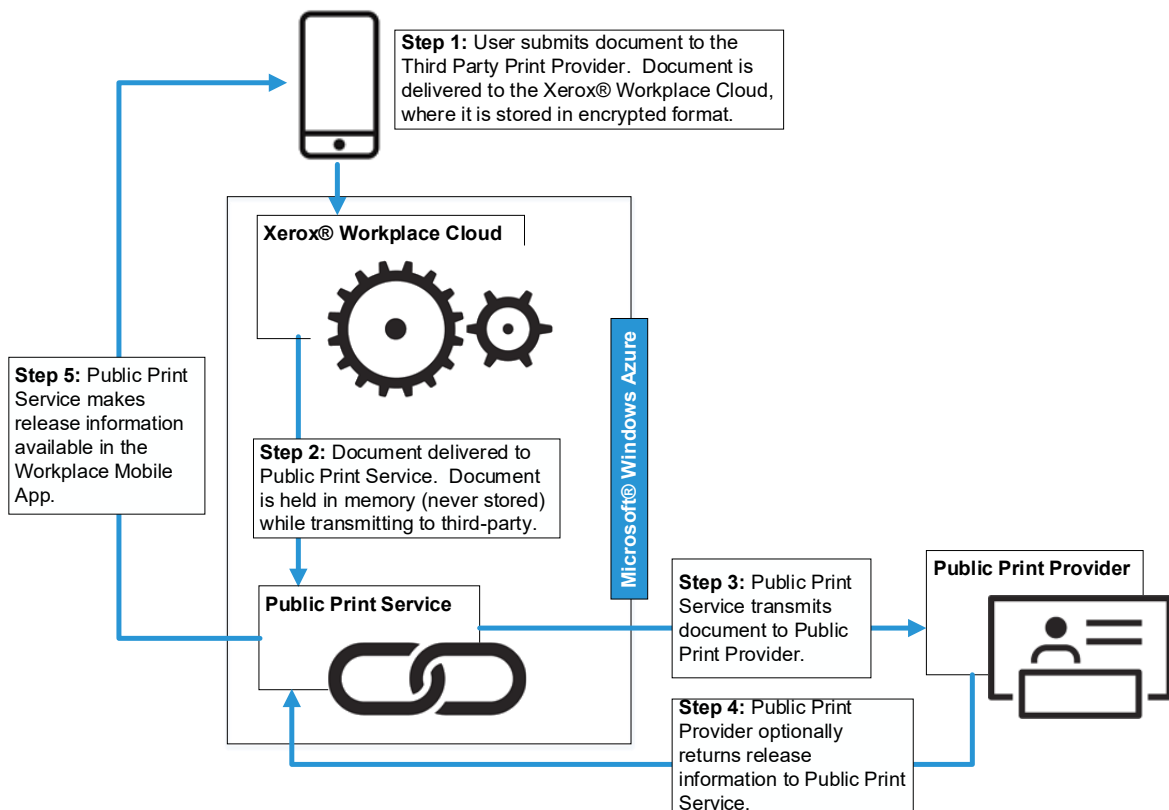 Step 1: User submits document to the
Third Party Print Provider.  Document is
delivered to the Xerox® Workplace Cloud,
where it is stored in encrypted format.
Xerox® Workplace Cloud
Microsoft® Windows Azure
Step 5: Public Print
Service makes
release information
available in the
Workplace Mobile
App.
Step 2: Document delivered to
Public Print Service.  Document
is held in memory (never stored)
while transmitting to third-party.
Public Print Service
Step 3: Public Print
Service transmits
document to Public
Print Provider.
Public Print Provider
Step 4: Public Print
Provider optionally
returns release
information to Public Print
Service.